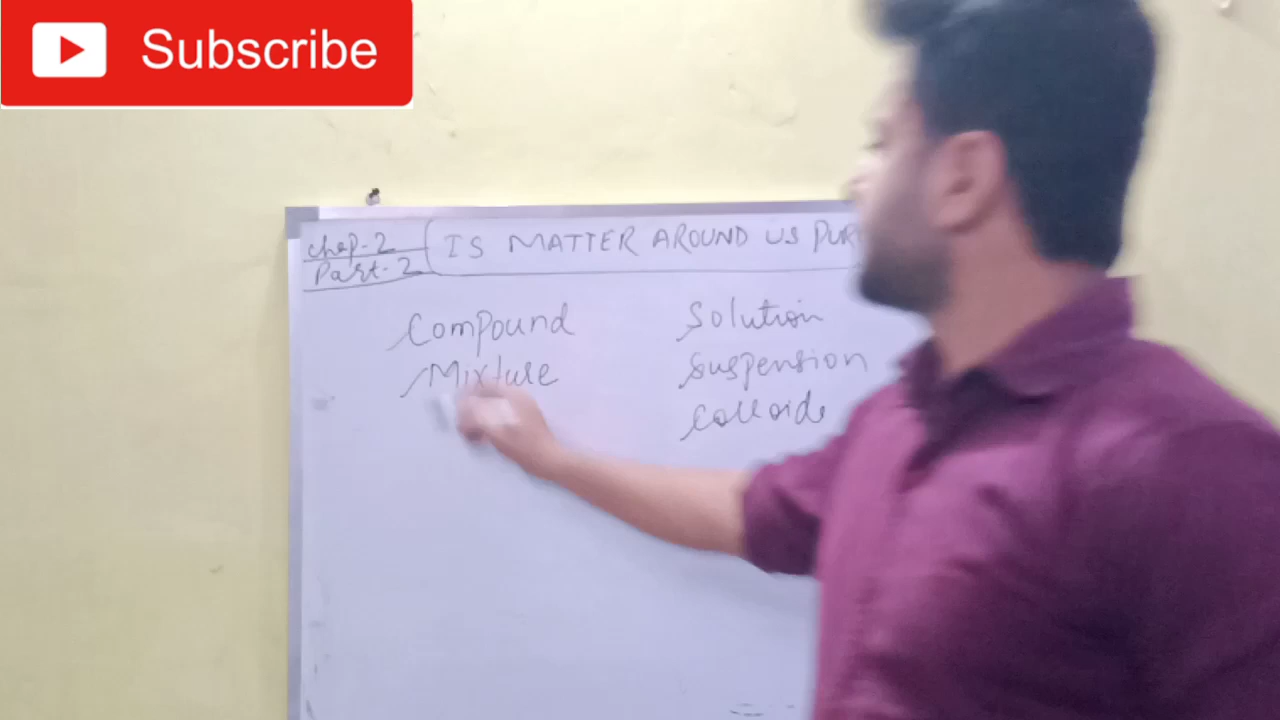 Subscribe
Chap-2
Part-2
IS MATTER AROUND US PUR
Compound
Mixture
Solution
Suspension
Colloids